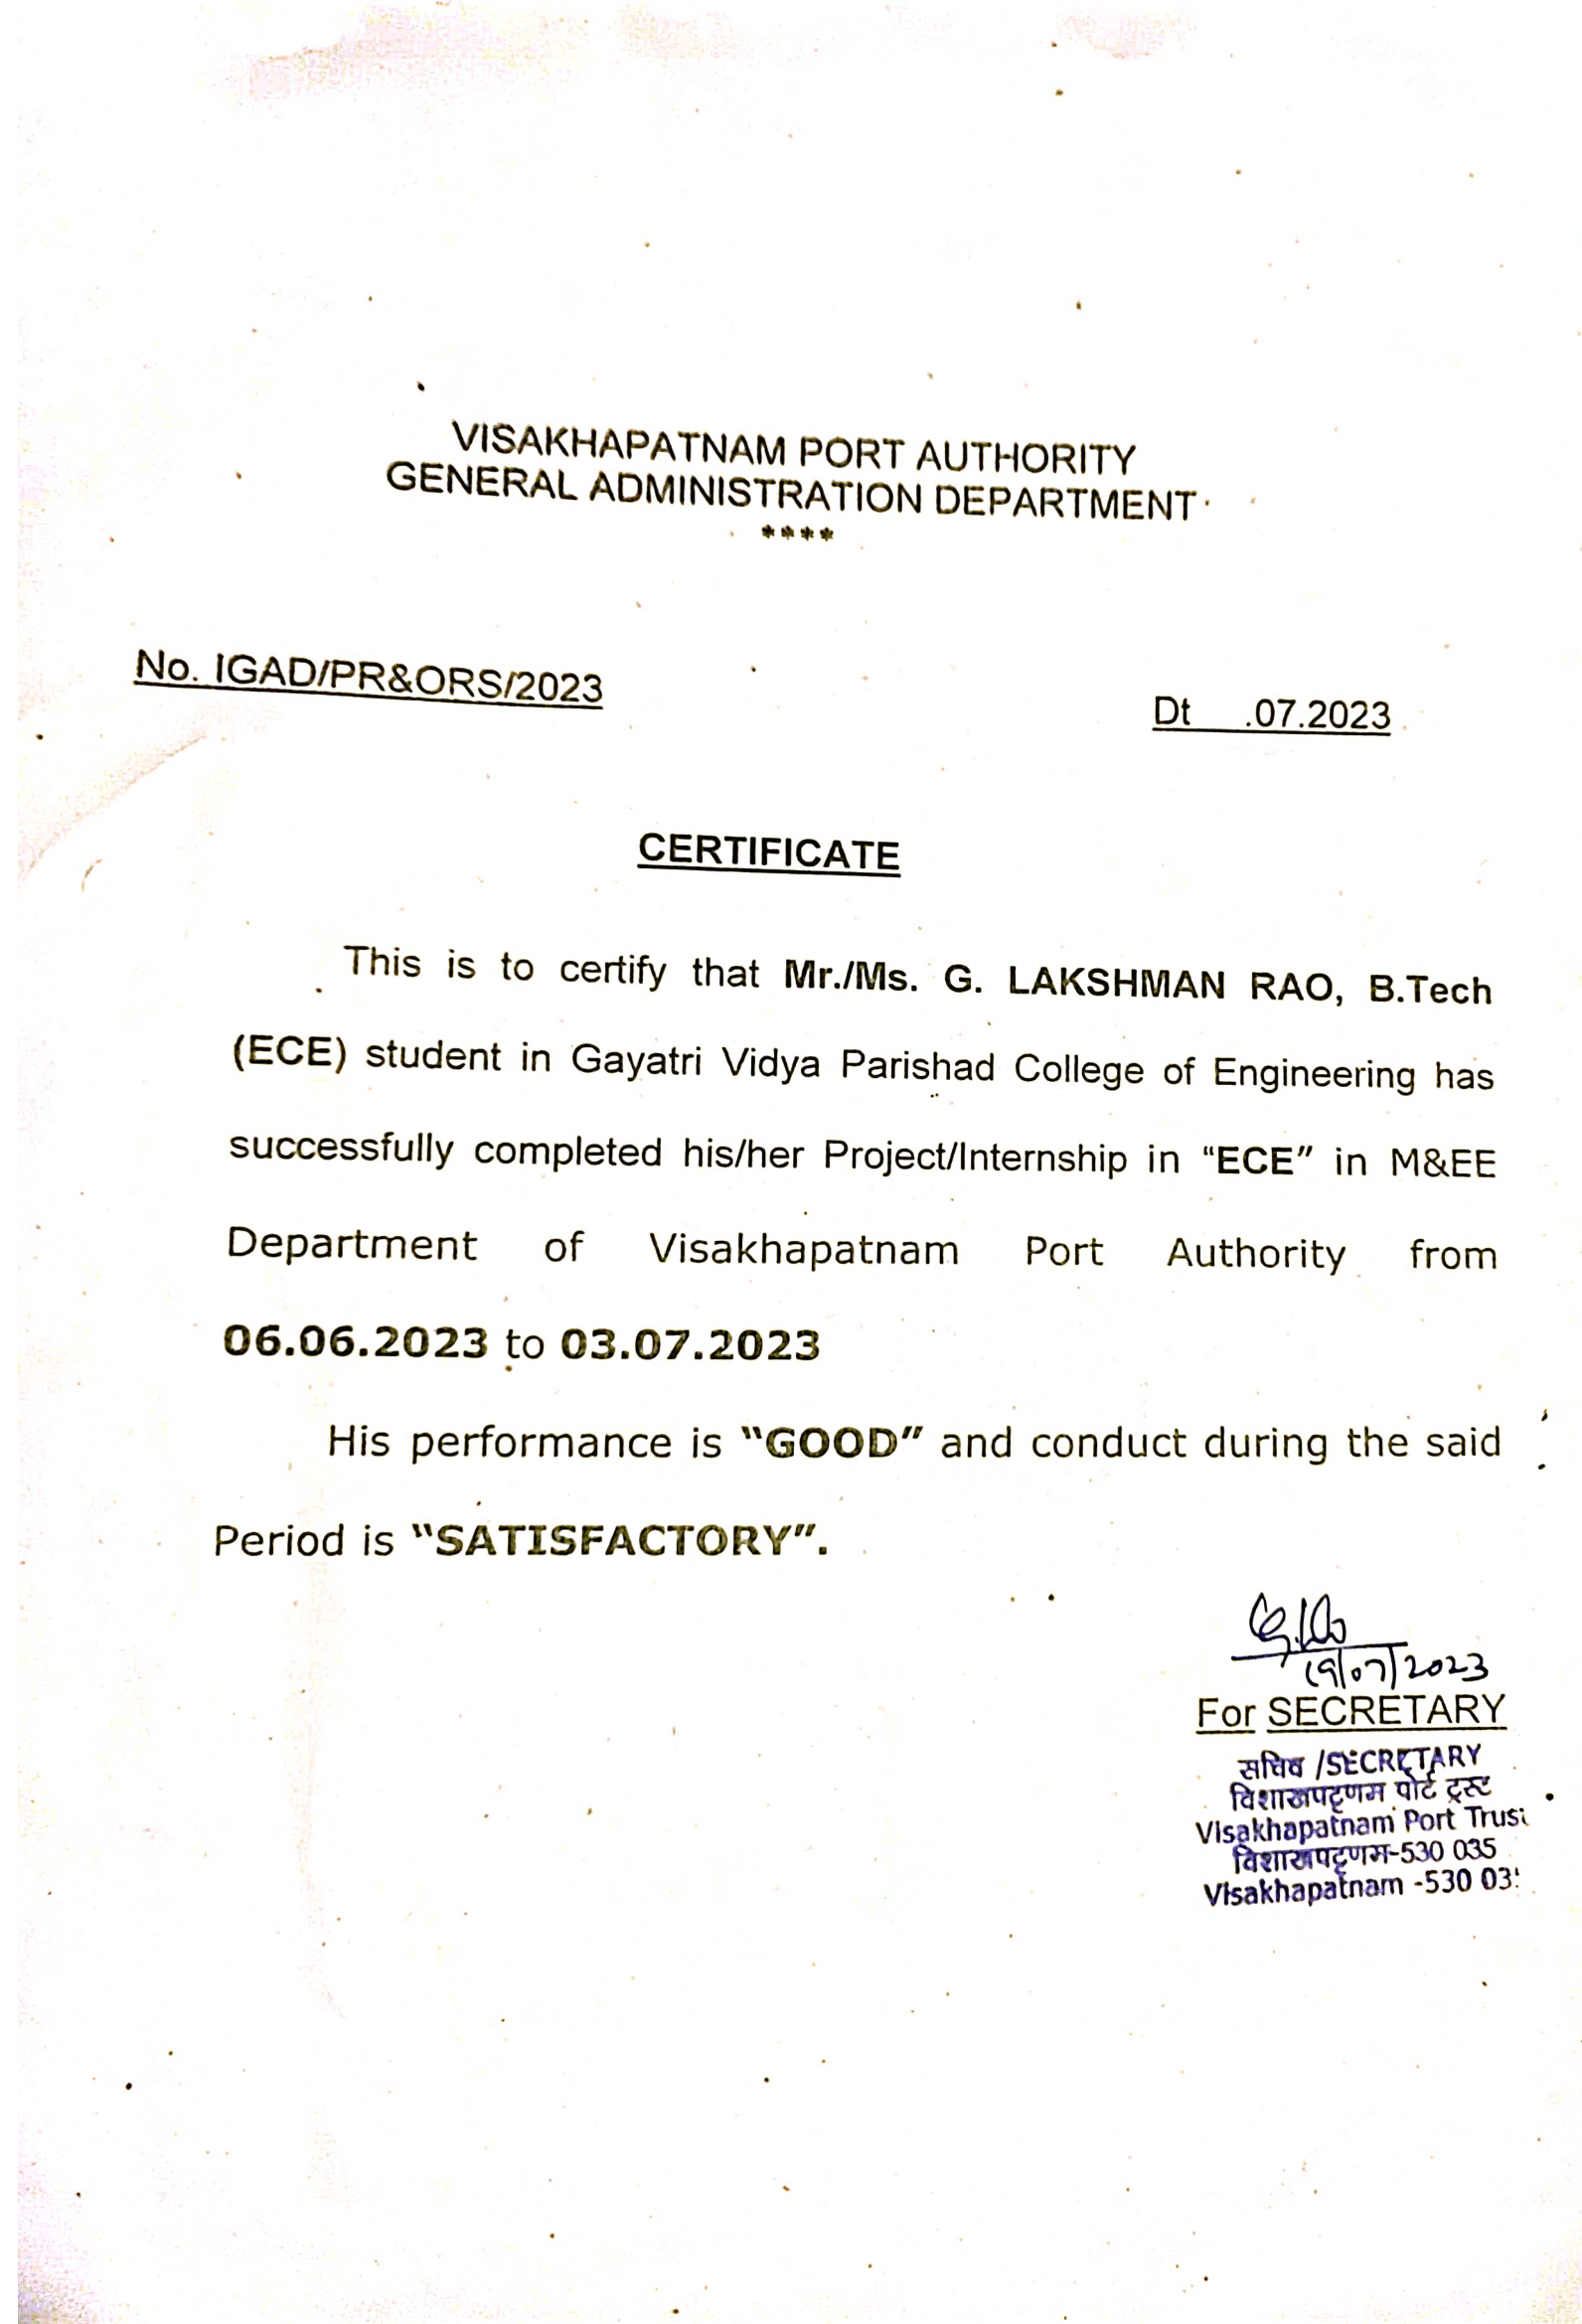 VISAKHAPATNAM PORT AUTHORITY
GENERAL ADMINISTRATION DEPARTMENT
****
No. IGAD/PR&ORS/2023
Dt .07.2023
CERTIFICATE
This is to certify that Mr./Ms. G. LAKSHMAN RAO, B.Tech
(ECE) student in Gayatri Vidya Parishad College of Engineering has
successfully completed his/her Project/Internship in “ECE” in M&EE
Department of Visakhapatnam Port Authority from
06.06.2023 to 03.07.2023
His performance is “GOOD” and conduct during the said
Period is “SATISFACTORY”.
19/07/2023
For SECRETARY
सचिव /SECRETARY
विशाखपट्टणम पोर्ट ट्रस्ट
Visakhapatnam Port Trust
विशाखपट्टणम-530 035
Visakhapatnam -530 03